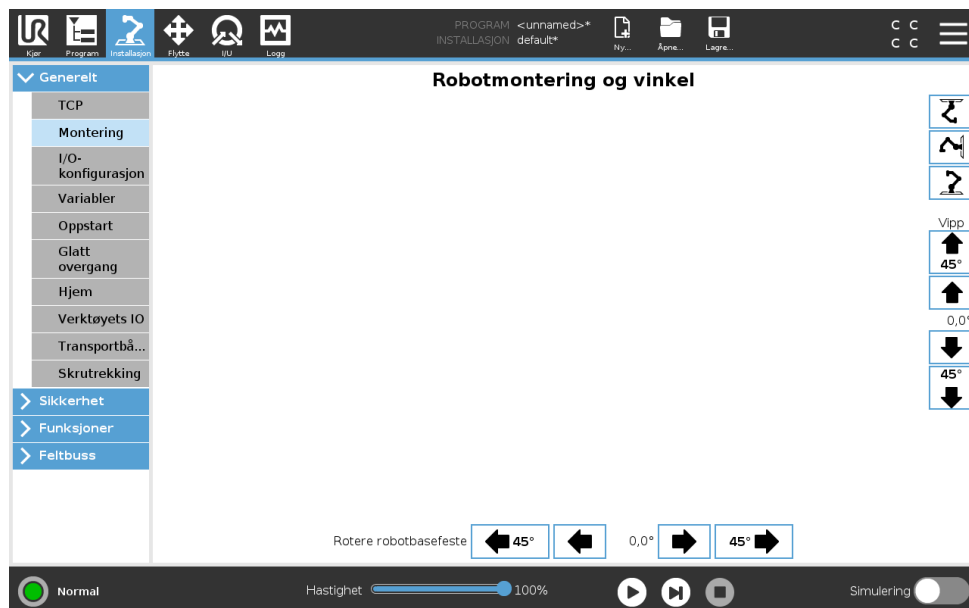 UR
Kjør
Program
Installasjon
Flytte
I/U
Logg
PROGRAM <unnamed>*
INSTALLASJON default*
Ny...
Åpne...
Lagre...
C C
C C
Generelt
Robotmontering og vinkel
TCP
Montering
I/O-
konfigurasjon
Variabler
Oppstart
Glatt
overgang
Hjem
Verktøyets IO
Transportbå...
Skrutrekking
Sikkerhet
Funksjoner
Feltbuss
Vipp
45°
0,0°
45°
Rotere robotbasefeste 45° 0,0° 45°
Normal
Hastighet 100%
Simulering